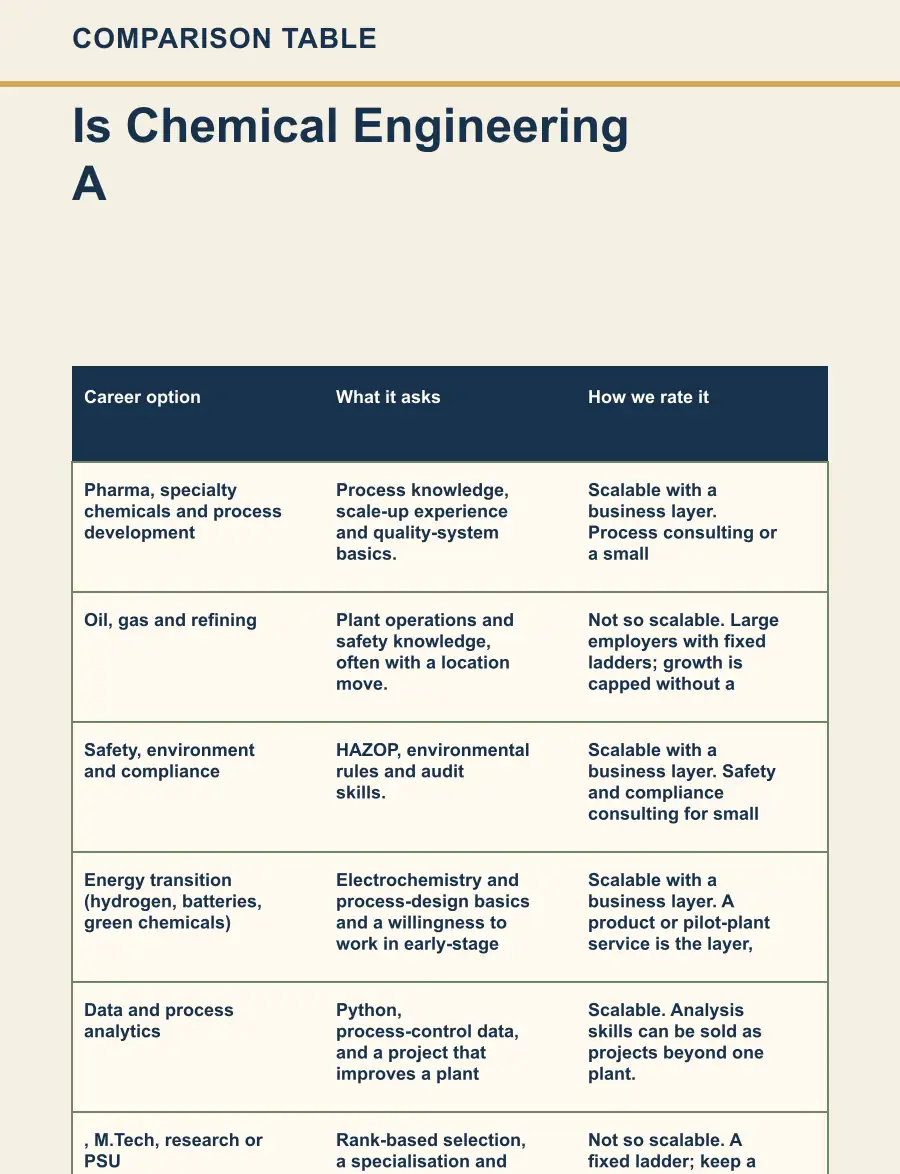 COMPARISON TABLE
Is Chemical Engineering
A
Career option
What it asks
How we rate it
Pharma, specialty
chemicals and process
development
Process knowledge,
scale-up experience
and quality-system
basics.
Scalable with a
business layer.
Process consulting or
a small
Oil, gas and refining
Plant operations and
safety knowledge,
often with a location
move.
Not so scalable. Large
employers with fixed
ladders; growth is
capped without a
Safety, environment
and compliance
HAZOP, environmental
rules and audit
skills.
Scalable with a
business layer. Safety
and compliance
consulting for small
Energy transition
(hydrogen, batteries,
green chemicals)
Electrochemistry and
process-design basics
and a willingness to
work in early-stage
Scalable with a
business layer. A
product or pilot-plant
service is the layer,
Data and process
analytics
Python,
process-control data,
and a project that
improves a plant
Scalable. Analysis
skills can be sold as
projects beyond one
plant.
, M.Tech, research or
PSU
Rank-based selection,
a specialisation and
Not so scalable. A
fixed ladder; keep a